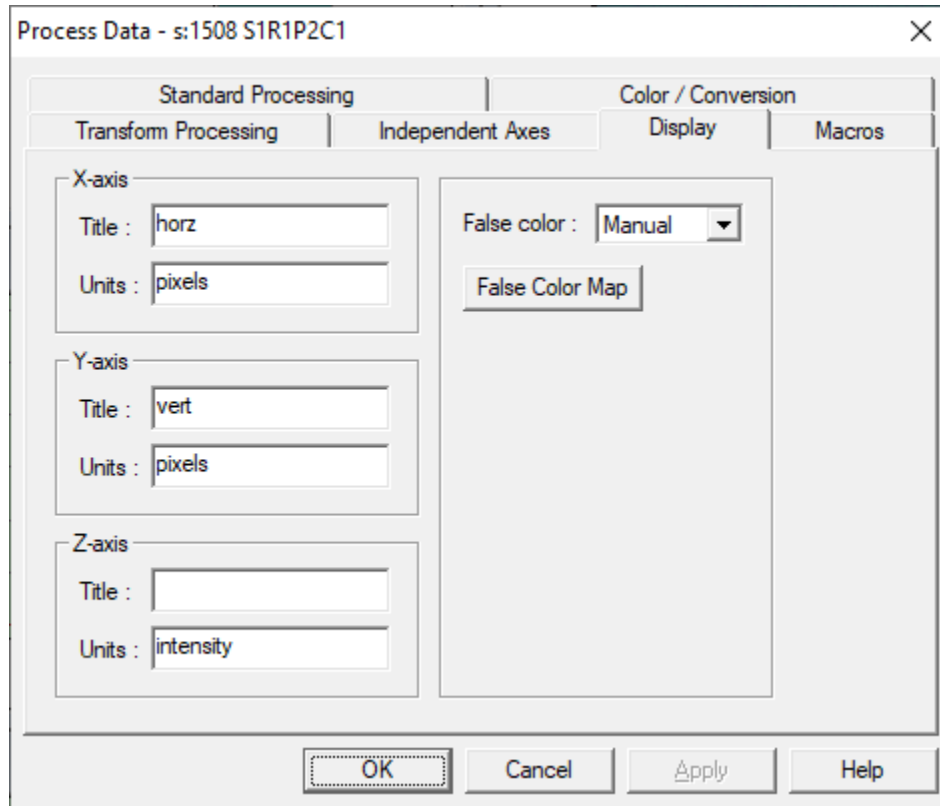 Process Data - s:1508 S1R1P2C1
Standard Processing
Color / Conversion
Transform Processing
Independent Axes
Display
Macros
X-axis
Title : horz
Units : pixels
Y-axis
Title : vert
Units : pixels
Z-axis
Title :
Units : intensity
False color : Manual
False Color Map
OK
Cancel
Apply
Help